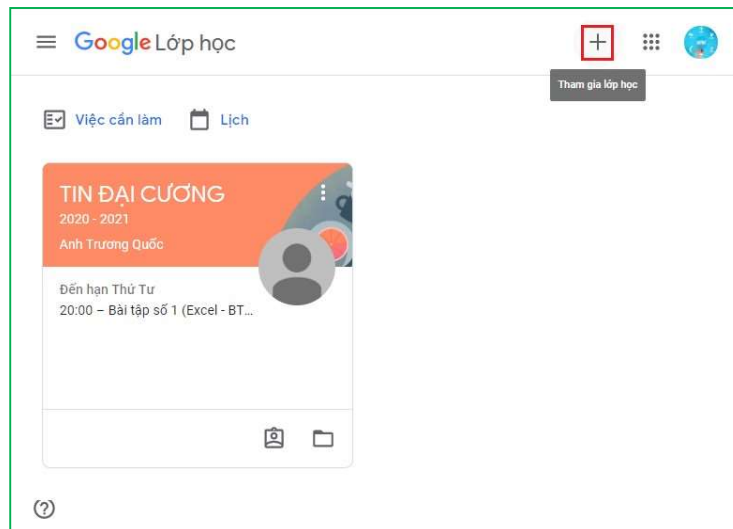 Google Lớp học
Tham gia lớp học
Việc cần làm Lịch
TIN ĐẠI CƯƠNG
2020 - 2021
Anh Trương Quốc
Đến hạn Thứ Tư
20:00 – Bài tập số 1 (Excel - BT...